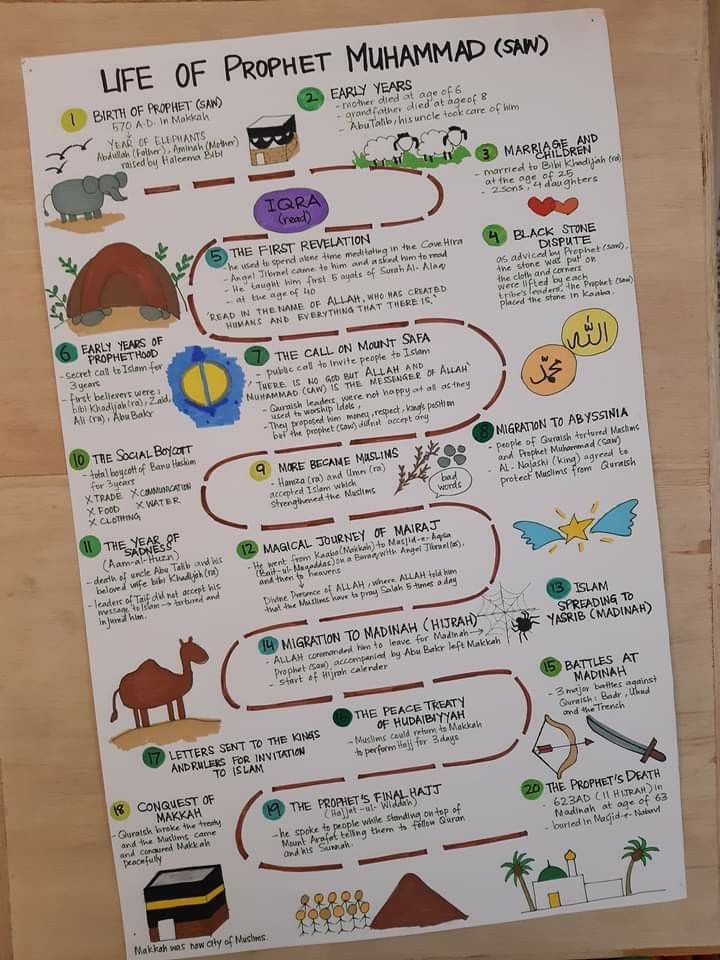 LIFE OF PROPHET MUHAMMAD (SAW)
1 BIRTH OF PROPHET (SAW)
570 A.D. in Makkah
↓
YEAR OF ELEPHANTS
Abdullah (Father), Aminah (Mother)
raised by Haleema Bibi
2 EARLY YEARS
- mother died at age of 6
- grandfather died at age of 8
- Abu Talib, his uncle took care of him
3 MARRIAGE AND
CHILDREN
- married to Bibi Khadijah (ra)
at the age of 25
- 2 sons, 4 daughters
IQRA
(read)
4 BLACK STONE
DISPUTE
as advised by Prophet (saw),
the stone was put on
the cloth and corners
were lifted by each
tribe's leaders, the Prophet (saw)
placed the stone in Kaaba.
الله
محمد
5 THE FIRST REVELATION
- he used to spend alone time meditating in the Cave Hira
- Angel Jibraeel came to him and asked him to read
- He taught him first 5 ayats of Surah Al-Alaq
- at the age of 40
"READ IN THE NAME OF ALLAH, WHO HAS CREATED
HUMANS AND EVERYTHING THAT THERE IS."
6 EARLY YEARS OF
PROPHETHOOD
- secret call to Islam for
3 years
- first believers were:
bibi Khadijah (ra), Zaid,
Ali (ra), Abu Bakr
7 THE CALL ON MOUNT SAFA
- public call to invite people to Islam
"THERE IS NO GOD BUT ALLAH AND
MUHAMMAD (SAW) IS THE MESSENGER OF ALLAH"
- Quraish leaders were not happy at all as they
used to worship Idols,
- They proposed him money, respect, king's position
but the prophet (saw) didn't accept any
8 MIGRATION TO ABYSSINIA
- people of Quraish tortured Muslims
and Prophet Muhammad (saw)
- AL-Najashi (king) agreed to
protect Muslims from Quraish
9 MORE BECAME MUSLIMS
- Hamza (ra) and Umer (ra)
accepted Islam which
strengthened the Muslims
bad
words
10 THE SOCIAL BOYCOTT
- total boycott of Banu Hashim
for 3 years
X TRADE X COMMUNICATION
X FOOD X WATER
X CLOTHING
11 THE YEAR OF
SADNESS
(Aam-al-Huzn)
- death of uncle Abu Talib and his
beloved wife bibi Khadijah (ra)
- leaders of Taif did not accept his
message to Islam → tortured and
injured him.
12 MAGICAL JOURNEY OF MAIRAJ
- He went from Kaaba (Makkah) to Masjid-e-Aqsa
(Bait-ul-Maqaddas) on a Buraq with Angel Jibraeel (as),
and then to heavens
↓
Divine Presence of ALLAH, where ALLAH told him
that the Muslims have to pray Salah 5 times a day
13 ISLAM
SPREADING TO
YASRIB (MADINAH)
14 MIGRATION TO MADINAH (HIJRAH)
- ALLAH commanded him to leave for Madinah →
Prophet (saw), accompanied by Abu Bakr left Makkah
- start of Hijrah calender
15 BATTLES AT
MADINAH
- 3 major battles against
Quraish: Badr, Uhud
and the Trench
16 THE PEACE TREATY
OF HUDAIBIYYAH
- Muslims could return to Makkah
to perform Hajj for 3 days
17 LETTERS SENT TO THE KINGS
AND RULERS FOR INVITATION
TO ISLAM
18 CONQUEST OF
MAKKAH
- Quraish broke the treaty
and the Muslims came
and conqured Makkah
peacefully
Makkah was now city of Muslims.
19 THE PROPHET'S FINAL HAJJ
(Hajjat-ul-Widdah)
- he spoke to people while standing on top of
Mount Arafat telling them to follow Quran
and his Sunnah.
20 THE PROPHET'S DEATH
- 623AD (11 HIJRAH) in
Madinah at age of 63
- buried in Masjid-e-Nabawi